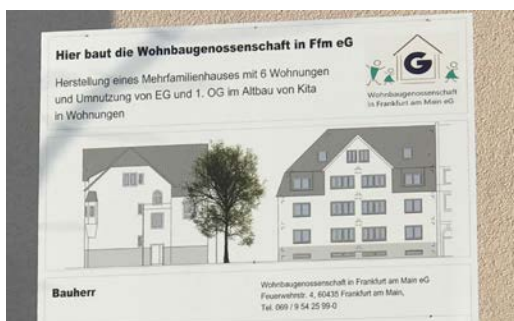 Hier baut die Wohnbaugenossenschaft in Ffm eG
Herstellung eines Mehrfamilienhauses mit 6 Wohnungen
und Umnutzung von EG und 1. OG im Altbau von Kita
in Wohnungen
G
Wohnbaugenossenschaft
in Frankfurt am Main eG
Bauherr
Wohnbaugenossenschaft in Frankfurt am Main eG
Feuerwehrstr. 4, 60435 Frankfurt am Main,
Tel. 069 / 9 54 25 99-0